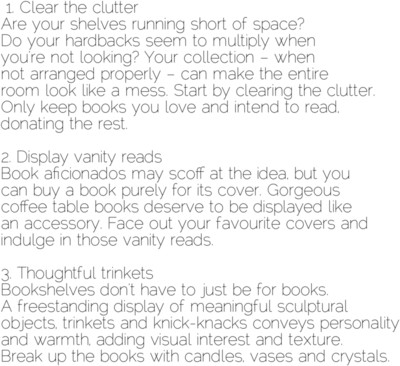 1. Clear the clutter
Are your shelves running short of space?
Do your hardbacks seem to multiply when
you're not looking? Your collection – when
not arranged properly – can make the entire
room look like a mess. Start by clearing the clutter.
Only keep books you love and intend to read,
donating the rest.

2. Display vanity reads
Book aficionados may scoff at the idea, but you
can buy a book purely for its cover. Gorgeous
coffee table books deserve to be displayed like
an accessory. Face out your favourite covers and
indulge in those vanity reads.

3. Thoughtful trinkets
Bookshelves don't have to just be for books.
A freestanding display of meaningful sculptural
objects, trinkets and knick-knacks conveys personality
and warmth, adding visual interest and texture.
Break up the books with candles, vases and crystals.